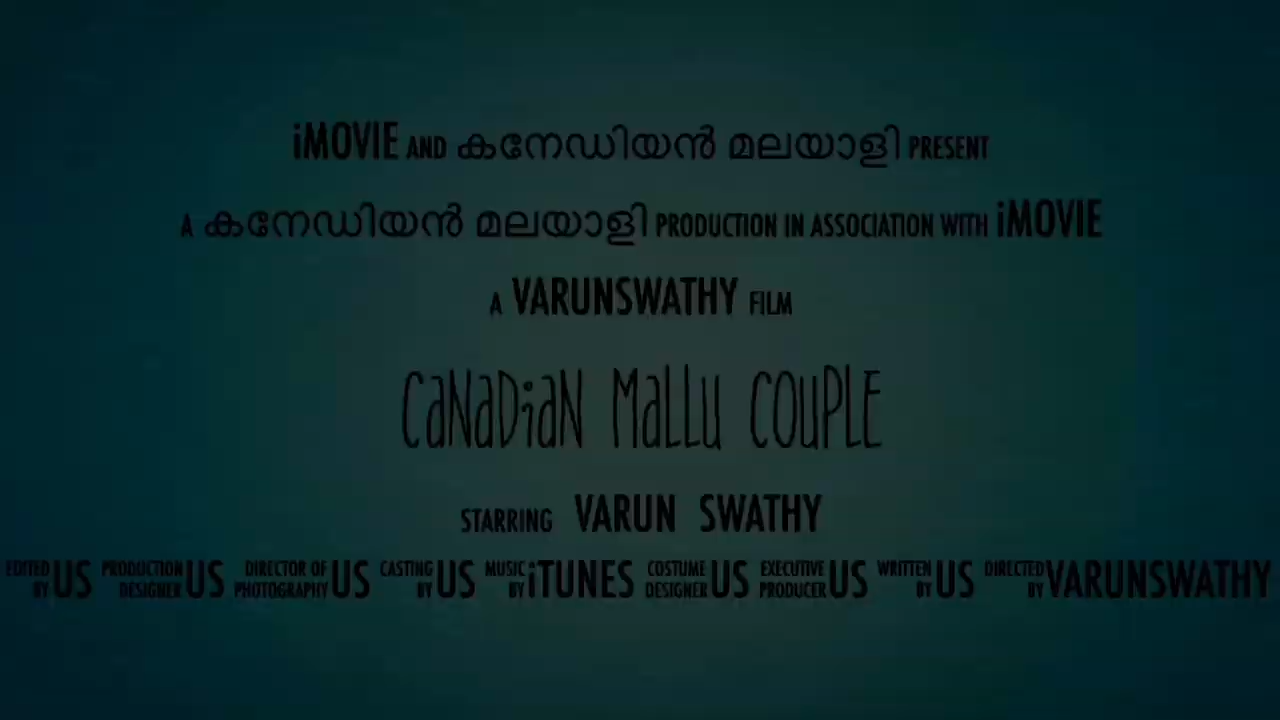 iMOVIE AND കനേഡിയൻ മലയാളി PRESENT
A കനേഡിയൻ മലയാളി PRODUCTION IN ASSOCIATION WITH iMOVIE
A VARUNSWATHY FILM
CANADIAN MALLU COUPLE
STARRING VARUN SWATHY
EDITED BY US PRODUCTION DESIGNER US DIRECTOR OF PHOTOGRAPHY US CASTING BY US MUSIC BY iTUNES COSTUME DESIGNER US EXECUTIVE PRODUCER US WRITTEN BY US DIRECTED BY VARUNSWATHY